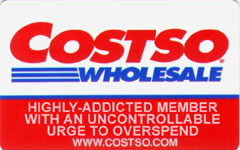 COSTSO
WHOLESALE
HIGHLY-ADDICTED MEMBER
WITH AN UNCONTROLLABLE
URGE TO OVERSPEND
WWW.COSTSO.COM